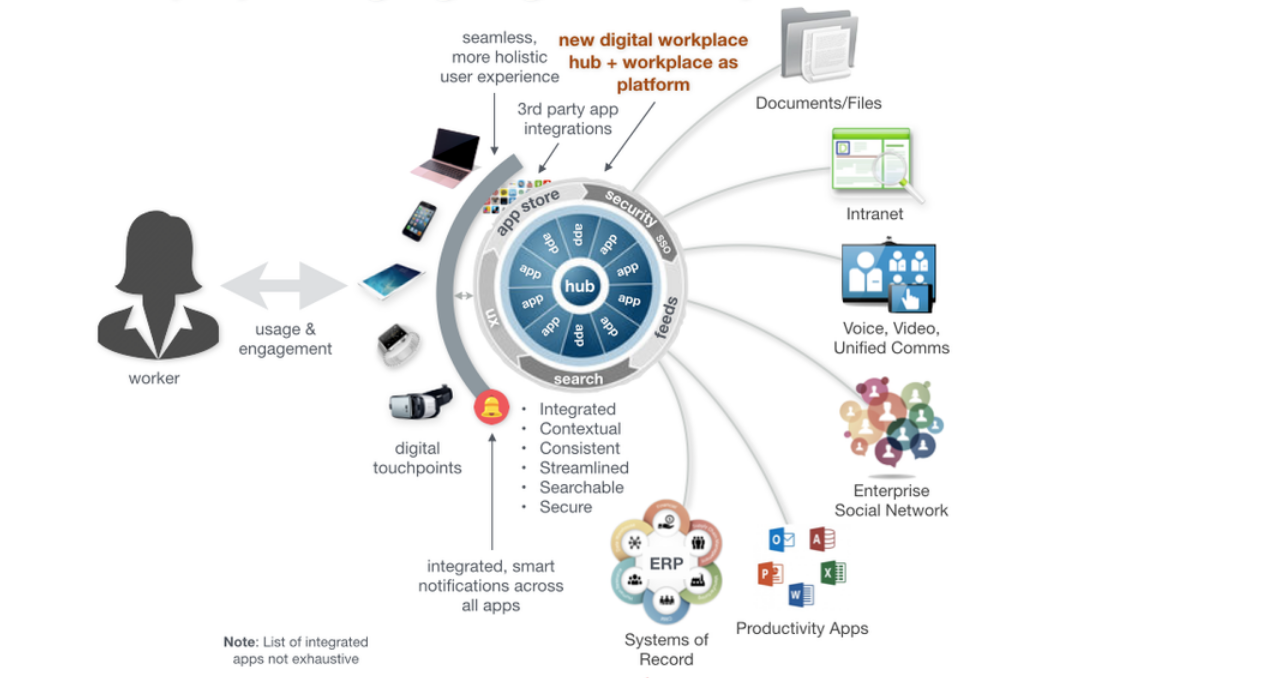 seamless,
more holistic
user experience
new digital workplace
hub + workplace as
platform
3rd party app
integrations
Documents/Files
Intranet
Voice, Video,
Unified Comms
Enterprise
Social Network
Productivity Apps
Systems of
Record
ERP
O
A
P
X
W
app store
security
sso
feeds
search
ux
hub
app
app
app
app
app
app
app
app
app
app
worker
usage &
engagement
digital
touchpoints
• Integrated
• Contextual
• Consistent
• Streamlined
• Searchable
• Secure
integrated, smart
notifications across
all apps
Note: List of integrated
apps not exhaustive